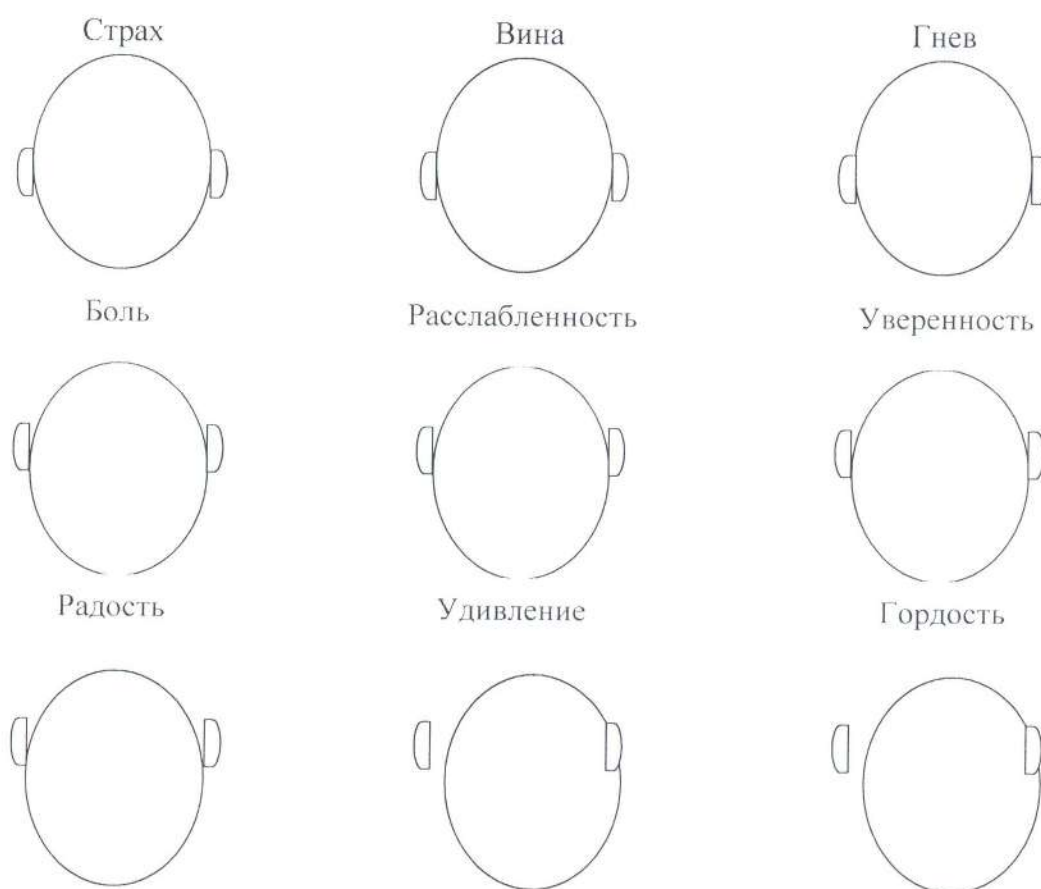 Страх
Вина
Гнев
Боль
Расслабленность
Уверенность
Радость
Удивление
Гордость